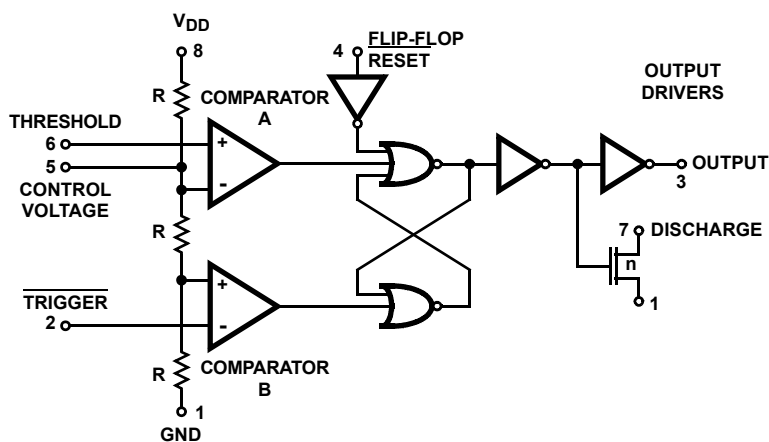 VDD
8
4
FLIP-FLOP
RESET
OUTPUT
DRIVERS
R
COMPARATOR
A
THRESHOLD
6
+
5
-
CONTROL
VOLTAGE
OUTPUT
3
R
7
DISCHARGE
n
1
TRIGGER
2
+
-
R
COMPARATOR
B
1
GND